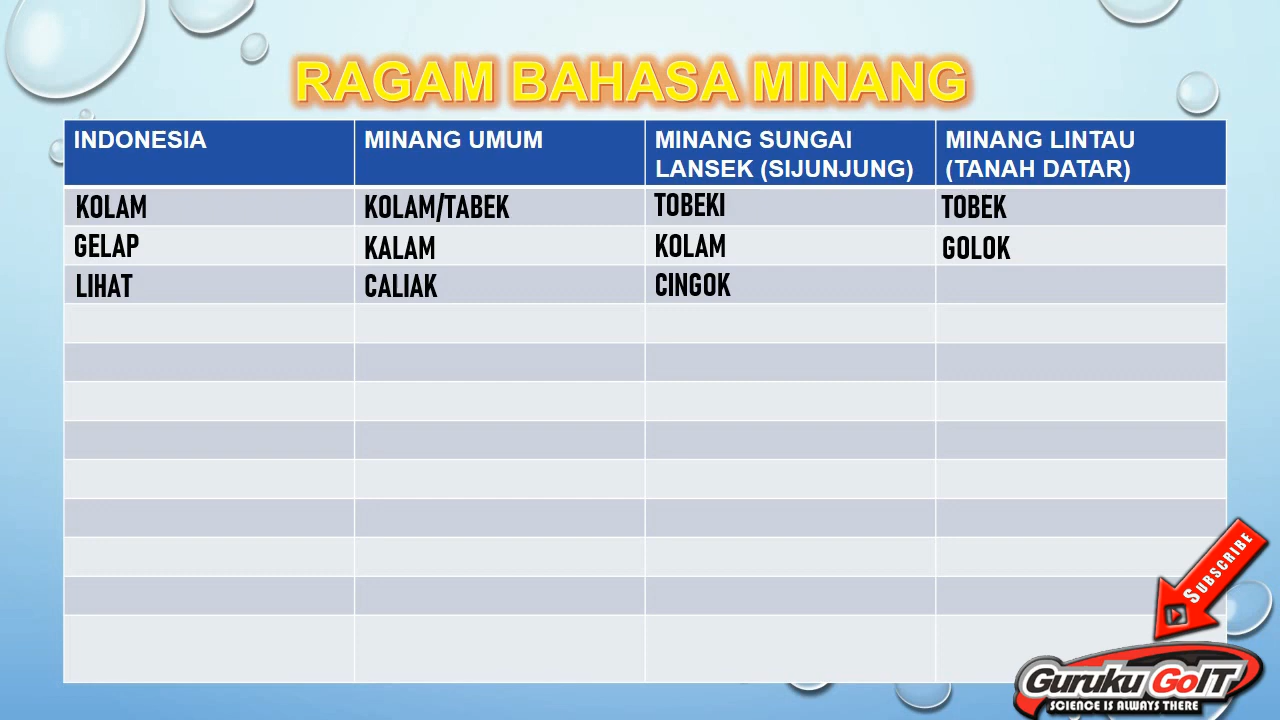 RAGAM BAHASA MINANG
INDONESIA
MINANG UMUM
MINANG SUNGAI
LANSEK (SIJUNJUNG)
MINANG LINTAU
(TANAH DATAR)
KOLAM
KOLAM/TABEK
TOBEKI
TOBEK
GELAP
KALAM
KOLAM
GOLOK
LIHAT
CALIAK
CINGOK
SUBSCRIBE
Guruku GoIT
SCIENCE IS ALWAYS THERE